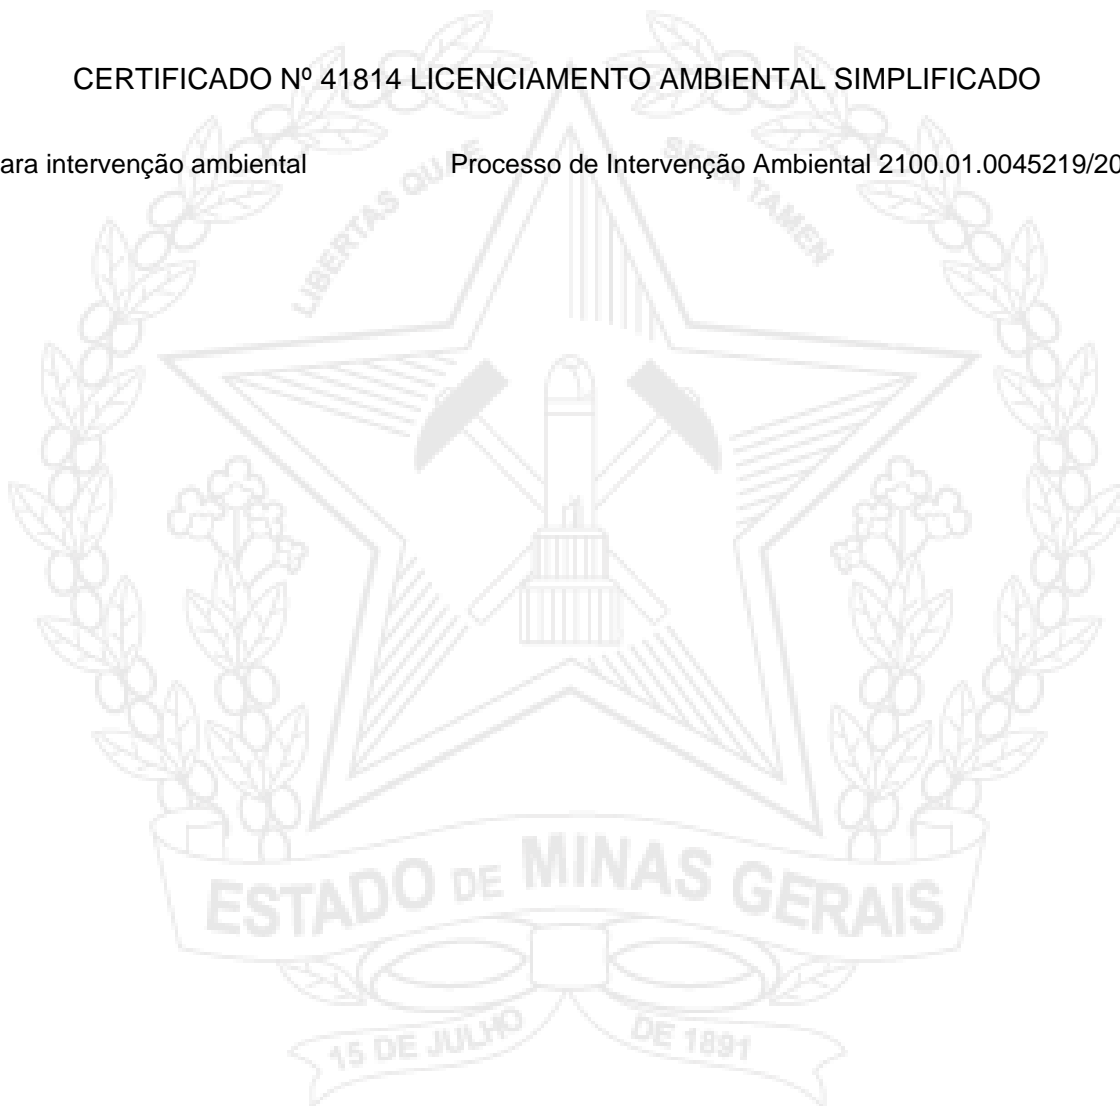 CERTIFICADO Nº 41814 LICENCIAMENTO AMBIENTAL SIMPLIFICADO
ara intervenção ambiental Processo de Intervenção Ambiental 2100.01.0045219/20
LIBERTAS QUÆ SERA TAMEN
ESTADO DE MINAS GERAIS
15 DE JULHO DE 1891